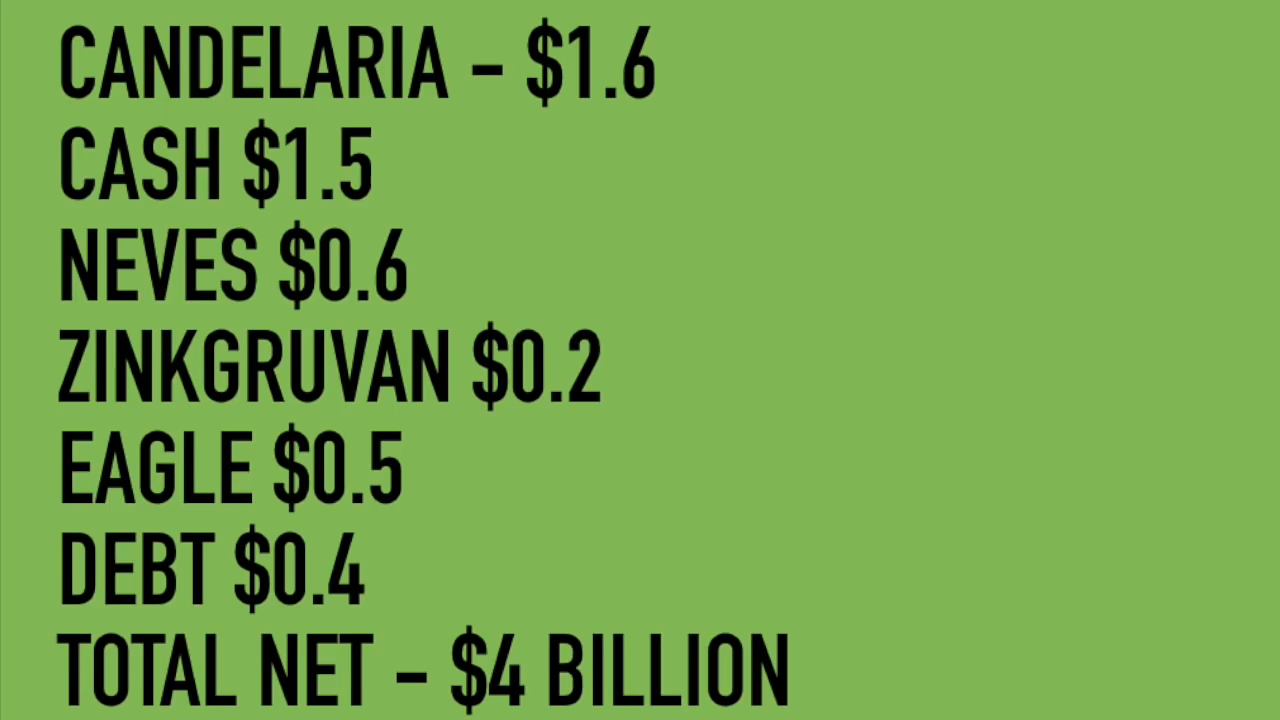 CANDELARIA – $1.6
CASH $1.5
NEVES $0.6
ZINKGRUVAN $0.2
EAGLE $0.5
DEBT $0.4
TOTAL NET – $4 BILLION